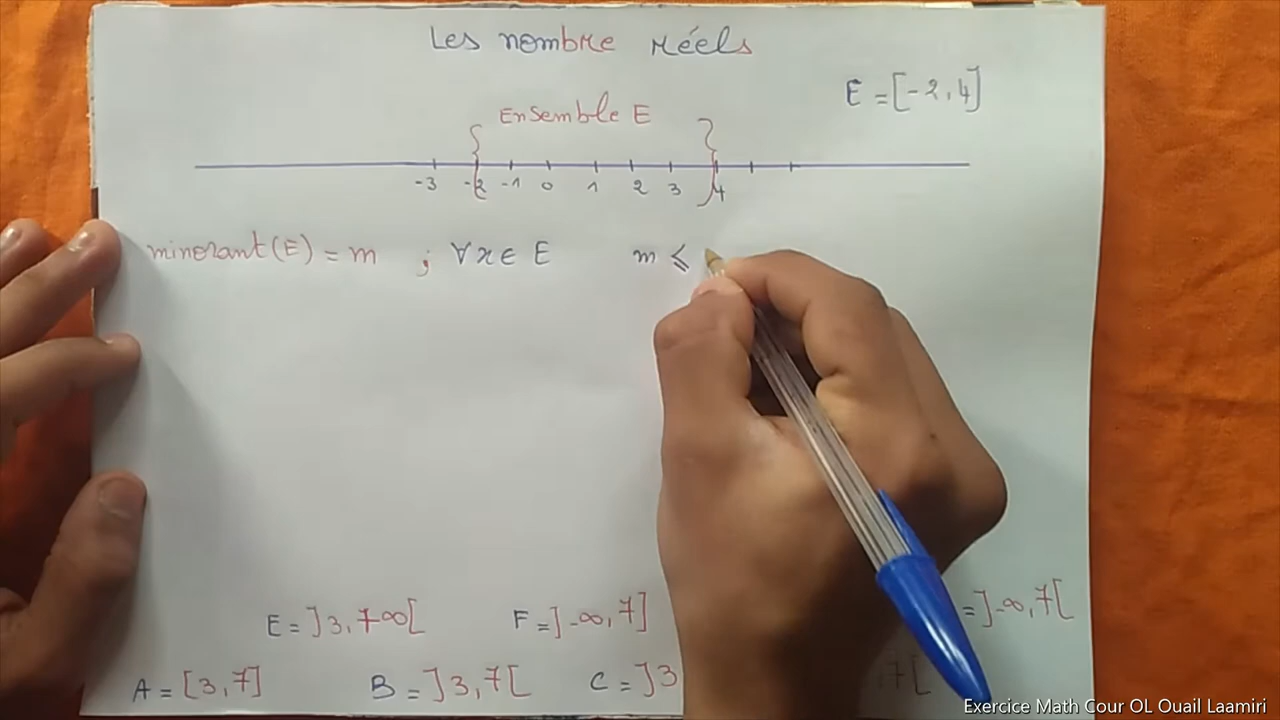 Les nombre réels
E = [-2, 4]
Ensemble E
-3 -2 -1 0 1 2 3 4
minorant(E) = m ; ∀x∈ E m ⩽
E = ]3, +∞[ F = ]-∞, 7] = ]-∞, 7[
A = [3, 7] B = ]3, 7[ C = ]3 7[
Exercice Math Cour OL Ouail Laamiri